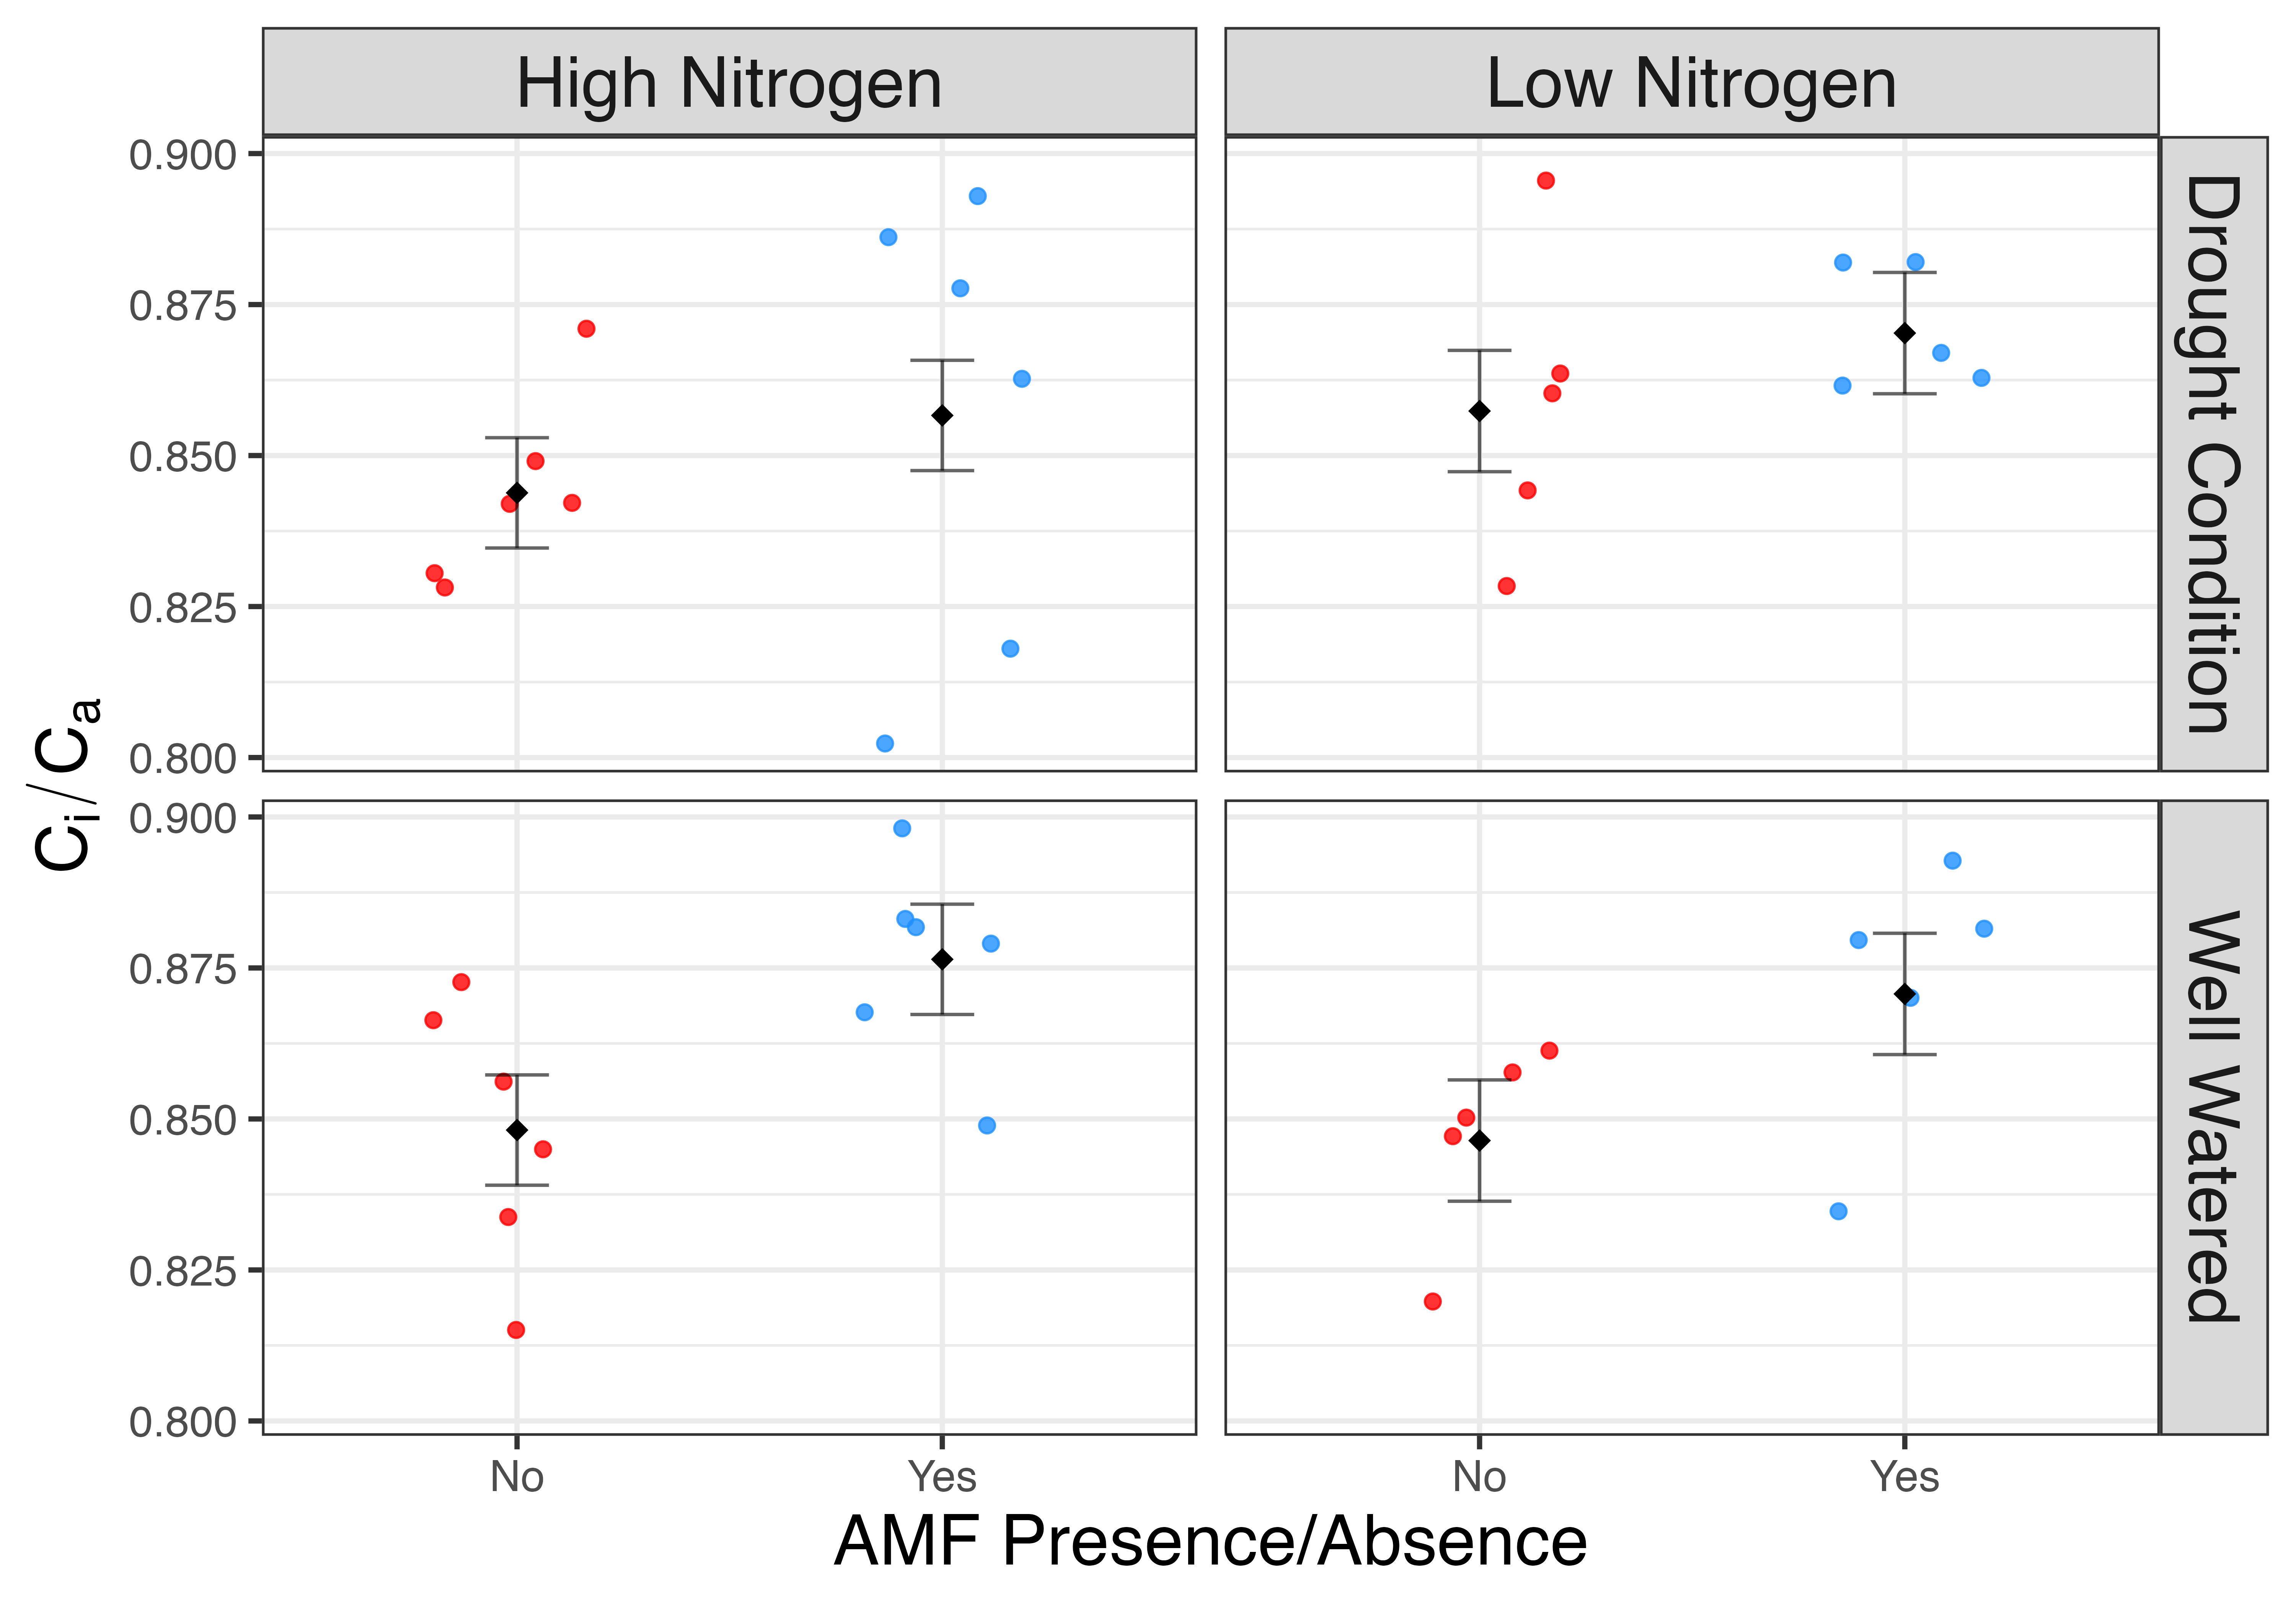 High Nitrogen
Low Nitrogen
Drought Condition
Well Watered
0.900
0.875
0.850
0.825
0.800
0.900
0.875
0.850
0.825
0.800
Ci/Ca
No
Yes
No
Yes
AMF Presence/Absence